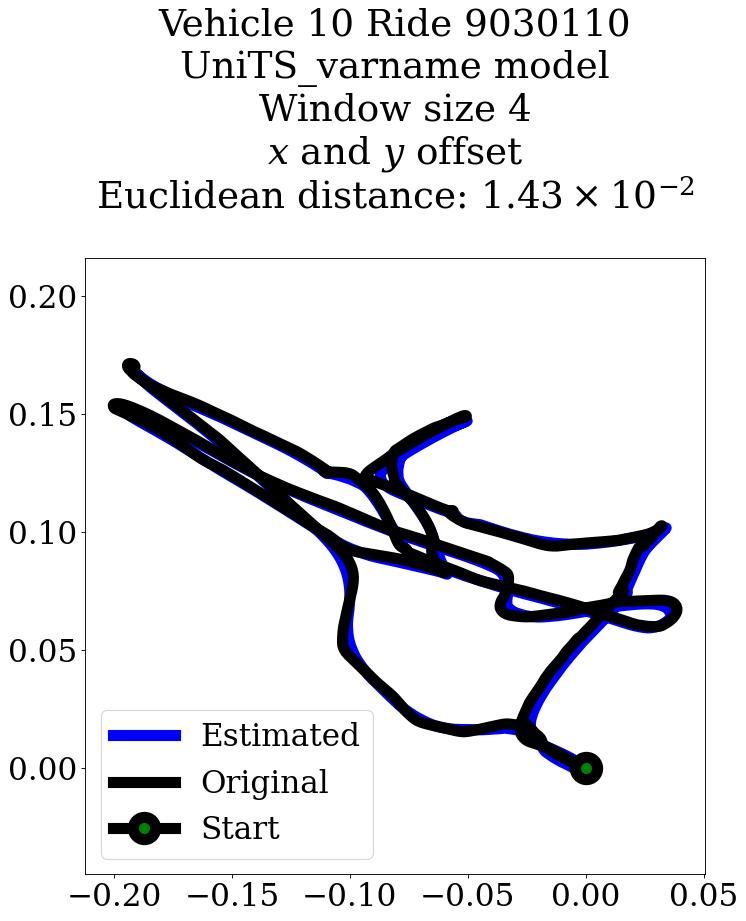 Vehicle 10 Ride 9030110
UniTS_varname model
Window size 4
x and y offset
Euclidean distance: 1.43 × 10⁻²
0.20
0.15
0.10
0.05
0.00
Estimated
Original
Start
−0.20 −0.15 −0.10 −0.05 0.00 0.05